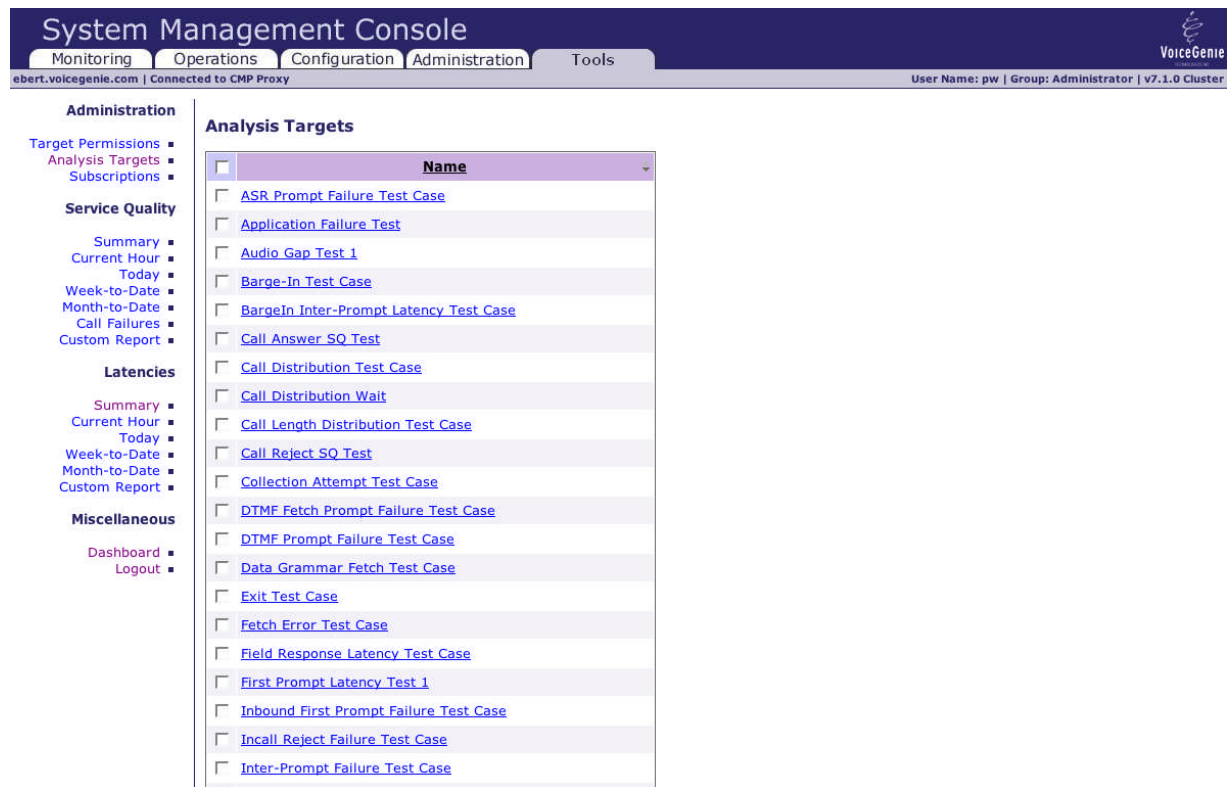 System Management Console
Monitoring Operations Configuration Administration Tools
VoiceGenie
ebert.voicegenie.com | Connected to CMP Proxy
User Name: pw | Group: Administrator | v7.1.0 Cluster
Administration
Target Permissions
Analysis Targets
Subscriptions
Service Quality
Summary
Current Hour
Today
Week-to-Date
Month-to-Date
Call Failures
Custom Report
Latencies
Summary
Current Hour
Today
Week-to-Date
Month-to-Date
Custom Report
Miscellaneous
Dashboard
Logout
Analysis Targets
Name
ASR Prompt Failure Test Case
Application Failure Test
Audio Gap Test 1
Barge-In Test Case
BargeIn Inter-Prompt Latency Test Case
Call Answer SQ Test
Call Distribution Test Case
Call Distribution Wait
Call Length Distribution Test Case
Call Reject SQ Test
Collection Attempt Test Case
DTMF Fetch Prompt Failure Test Case
DTMF Prompt Failure Test Case
Data Grammar Fetch Test Case
Exit Test Case
Fetch Error Test Case
Field Response Latency Test Case
First Prompt Latency Test 1
Inbound First Prompt Failure Test Case
Incall Reject Failure Test Case
Inter-Prompt Failure Test Case